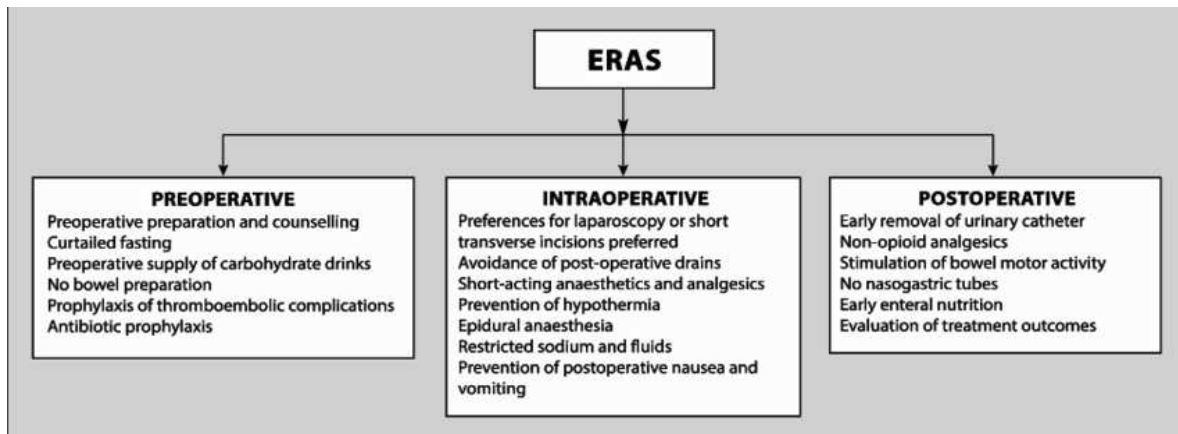 ERAS
PREOPERATIVE
Preoperative preparation and counselling
Curtailed fasting
Preoperative supply of carbohydrate drinks
No bowel preparation
Prophylaxis of thromboembolic complications
Antibiotic prophylaxis
INTRAOPERATIVE
Preferences for laparoscopy or short
transverse incisions preferred
Avoidance of post-operative drains
Short-acting anaesthetics and analgesics
Prevention of hypothermia
Epidural anaesthesia
Restricted sodium and fluids
Prevention of postoperative nausea and
vomiting
POSTOPERATIVE
Early removal of urinary catheter
Non-opioid analgesics
Stimulation of bowel motor activity
No nasogastric tubes
Early enteral nutrition
Evaluation of treatment outcomes